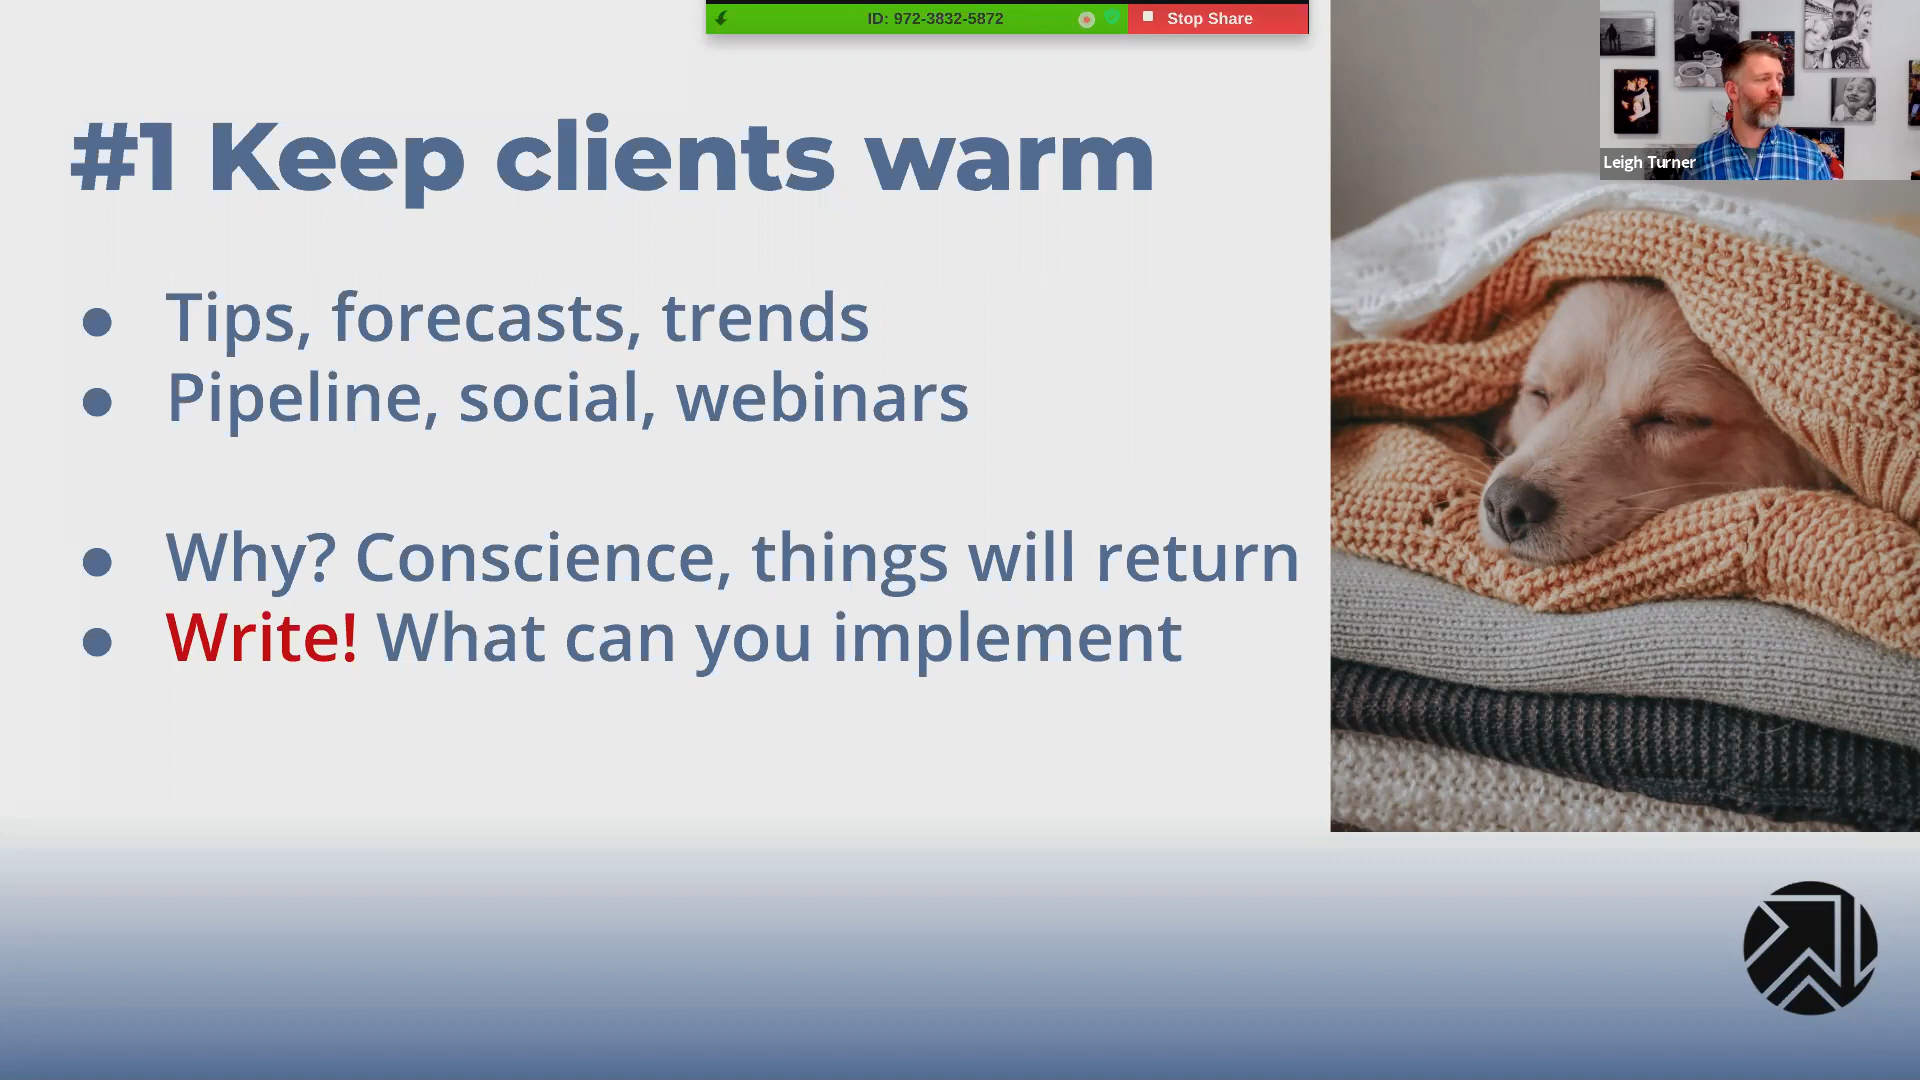 ID: 972-3832-5872
Stop Share
Leigh Turner
#1 Keep clients warm
● Tips, forecasts, trends
● Pipeline, social, webinars
● Why? Conscience, things will return
● Write! What can you implement